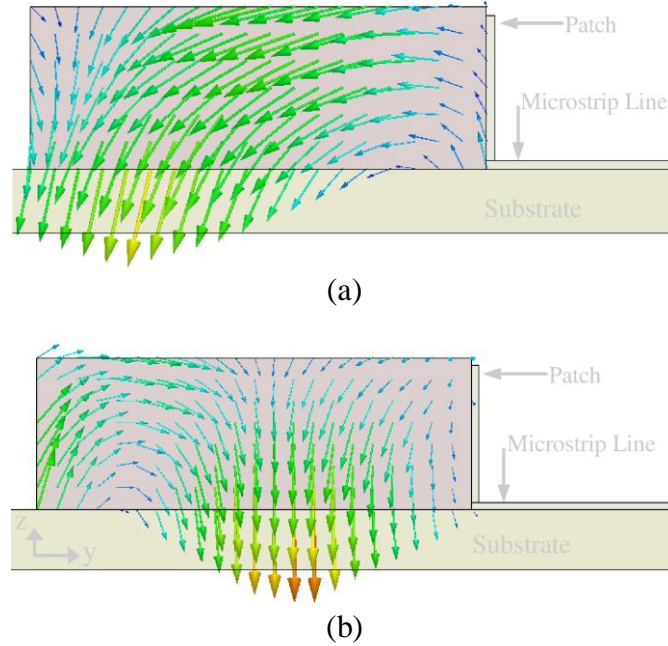 Patch
Microstrip Line
Substrate
(a)
Patch
Microstrip Line
z
y
Substrate
(b)